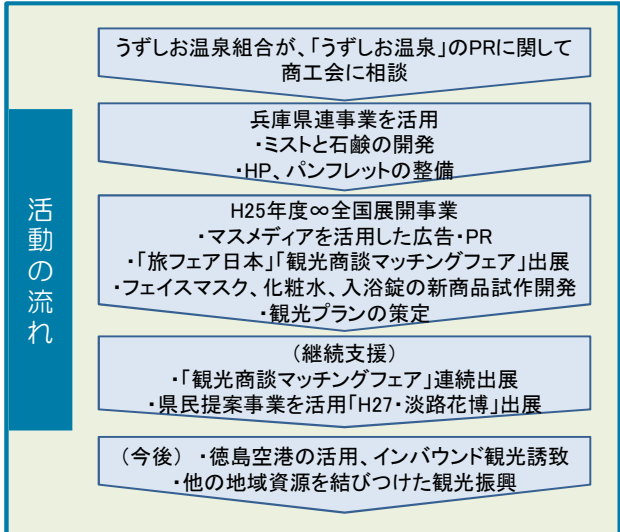 活動の流れ
うずしお温泉組合が、「うずしお温泉」のPRに関して
商工会に相談
兵庫県連事業を活用
・ミストと石鹸の開発
・HP、パンフレットの整備
H25年度∞全国展開事業
・マスメディアを活用した広告・PR
・「旅フェア日本」「観光商談マッチングフェア」出展
・フェイスマスク、化粧水、入浴錠の新商品試作開発
・観光プランの策定
（継続支援）
・「観光商談マッチングフェア」連続出展
・県民提案事業を活用「H27・淡路花博」出展
（今後） ・徳島空港の活用、インバウンド観光誘致
・他の地域資源を結びつけた観光振興